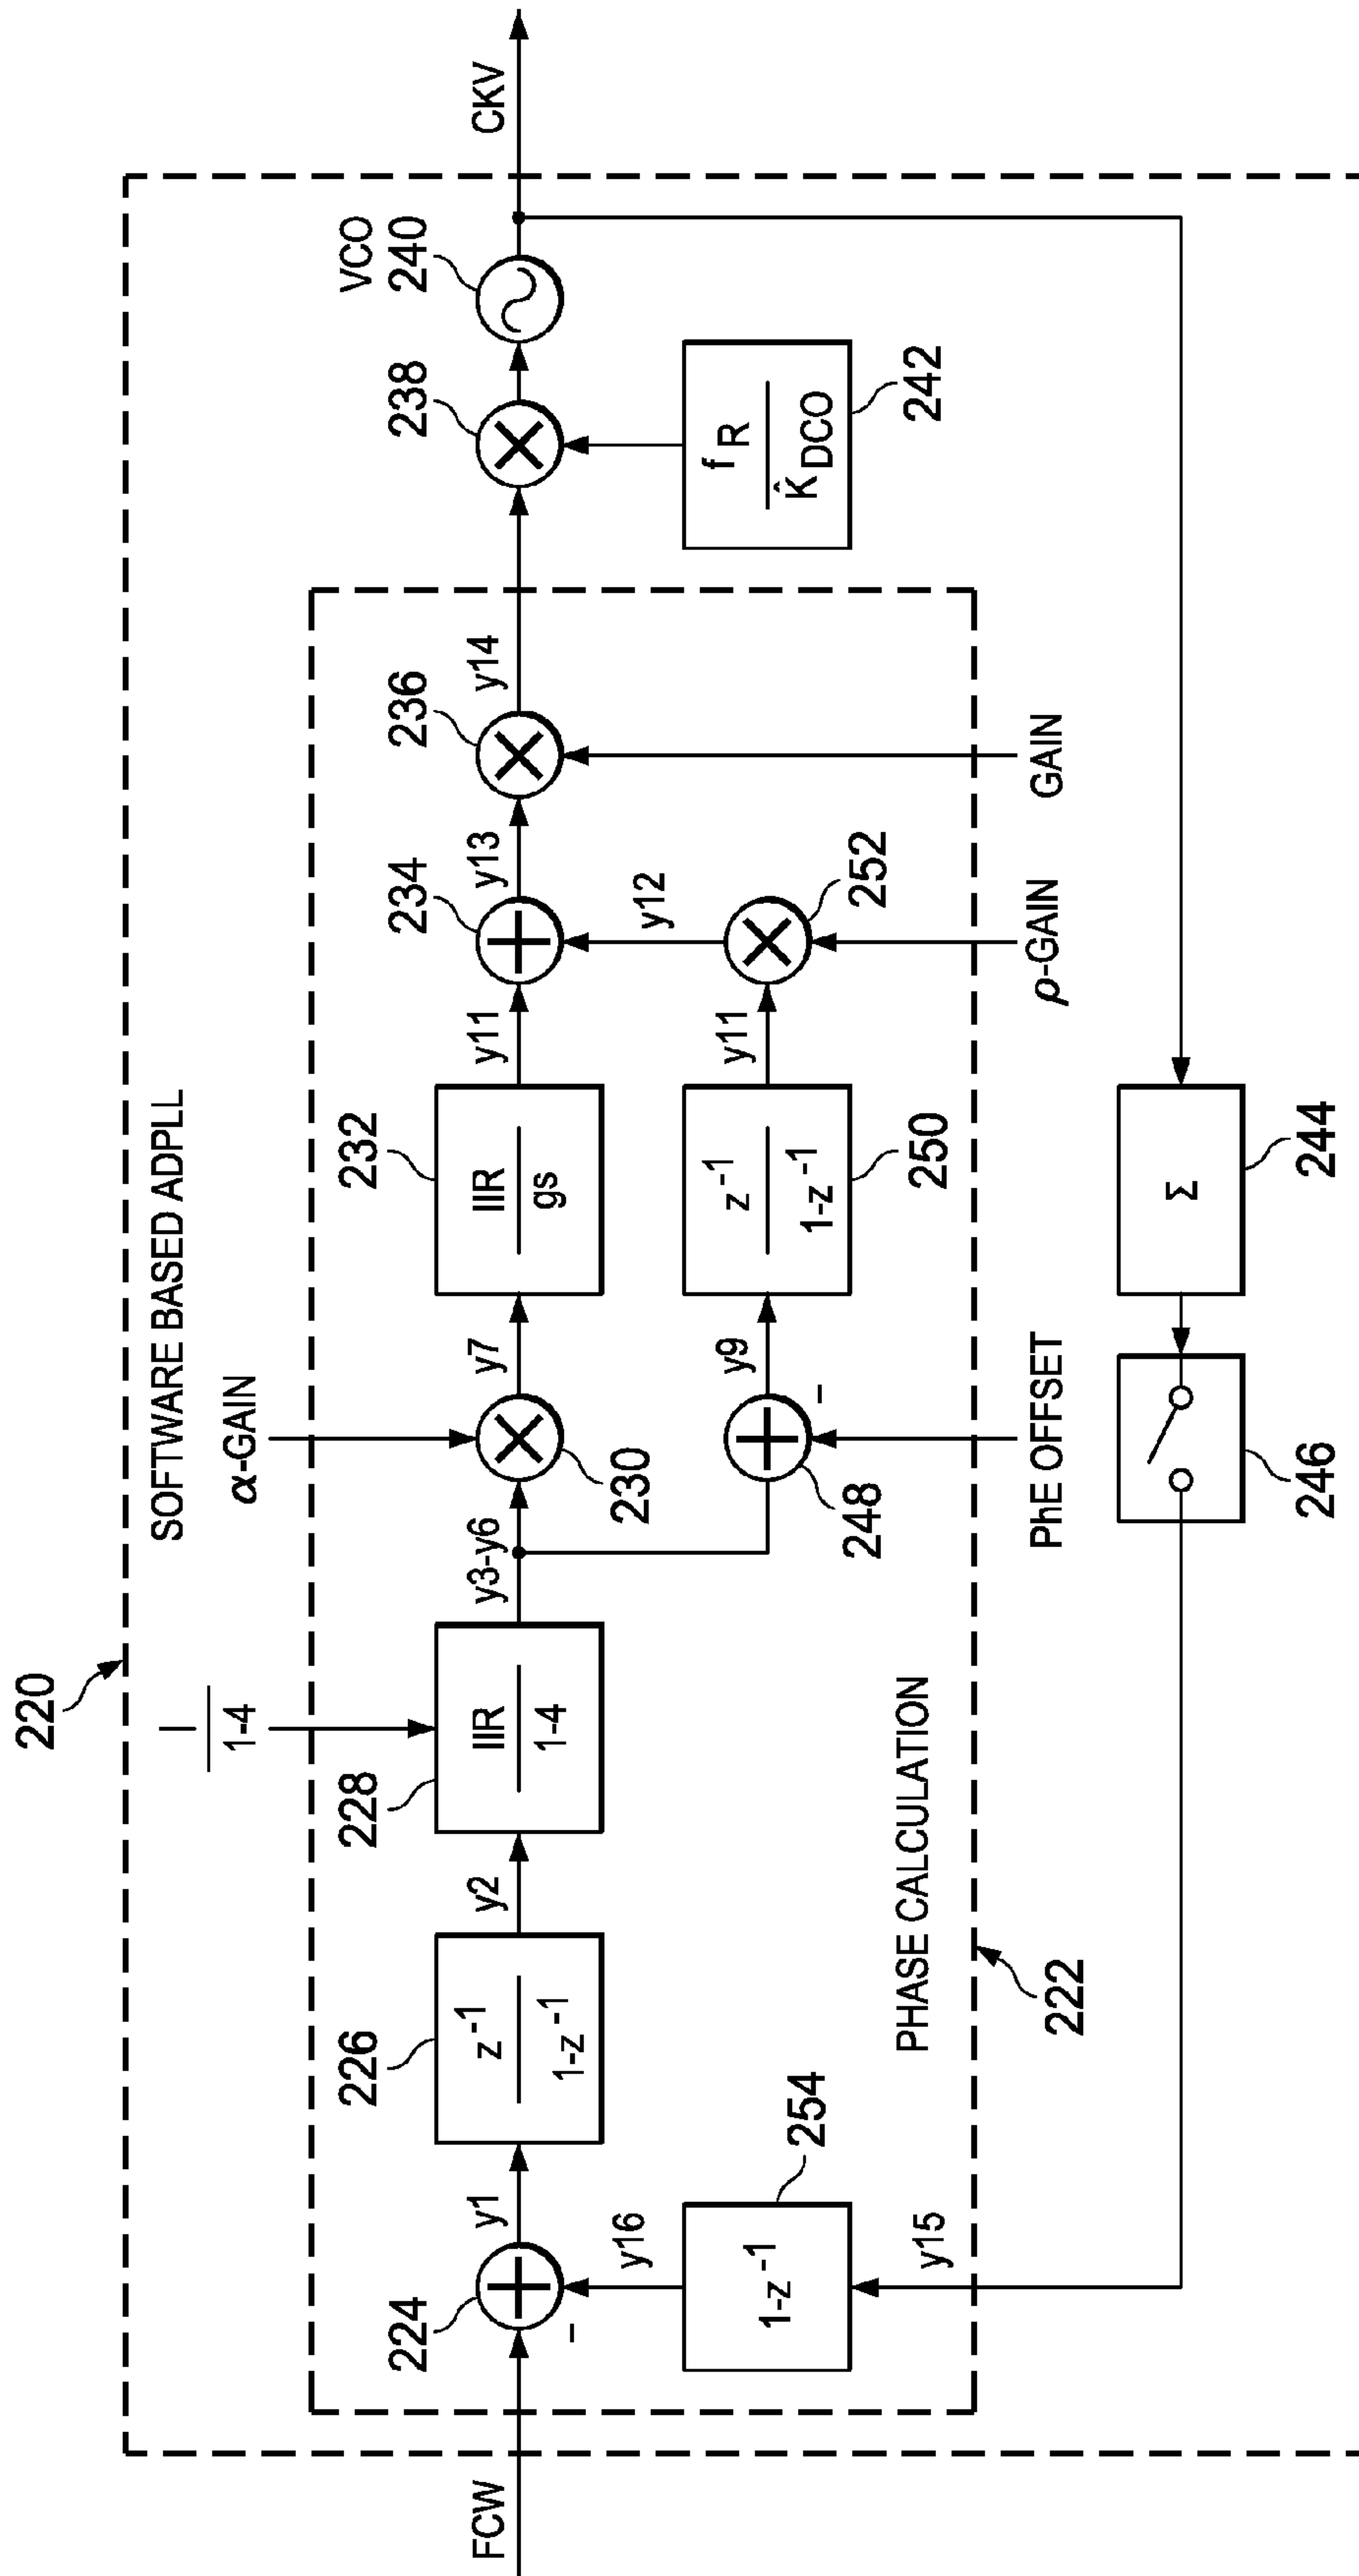 220
SOFTWARE BASED ADPLL
1-4
α-GAIN
FCW
224
y1
226
z⁻¹
1-z⁻¹
y2
228
IIR
1-4
y3-y6
230
y7
232
IIR
gs
y11
234
y13
236
y14
238
VCO
240
CKV
f R
K̂ DCO
242
-
y16
254
1-z⁻¹
y15
248
-
y9
z⁻¹
1-z⁻¹
250
y11
252
y12
PHASE CALCULATION
222
PhE OFFSET
ρ-GAIN
GAIN
246
Σ
244